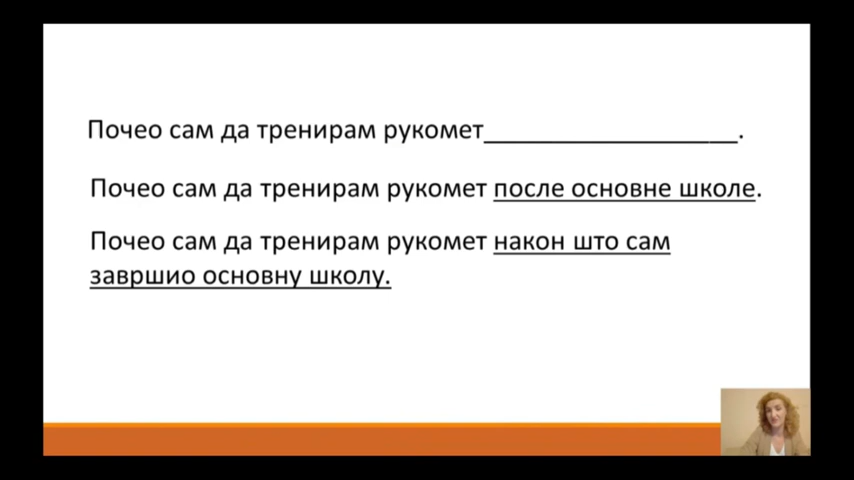 Почео сам да тренирам рукомет___________________.
Почео сам да тренирам рукомет после основне школе.
Почео сам да тренирам рукомет након што сам
завршио основну школу.